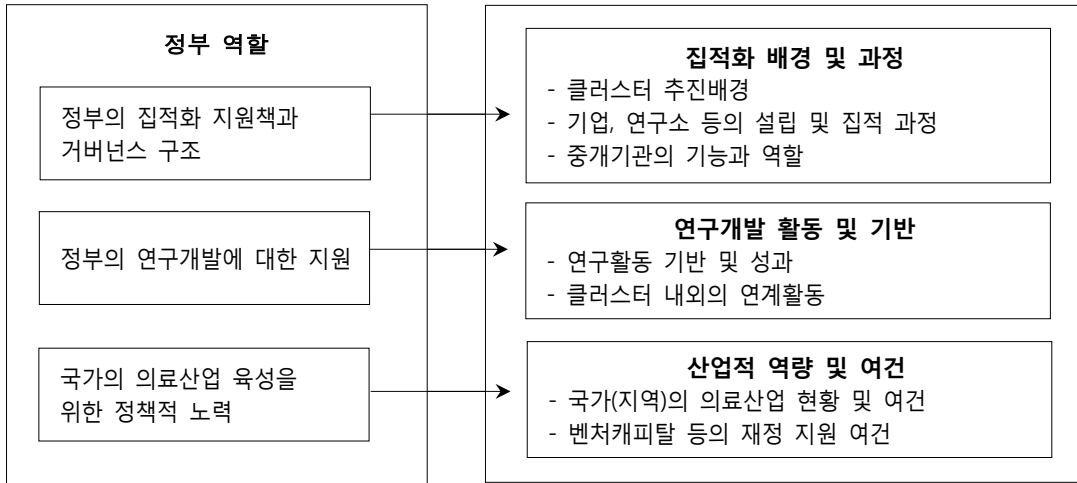 정부 역할
정부의 집적화 지원책과
거버넌스 구조
정부의 연구개발에 대한 지원
국가의 의료산업 육성을
위한 정책적 노력
집적화 배경 및 과정
- 클러스터 추진배경
- 기업, 연구소 등의 설립 및 집적 과정
- 중개기관의 기능과 역할
연구개발 활동 및 기반
- 연구활동 기반 및 성과
- 클러스터 내외의 연계활동
산업적 역량 및 여건
- 국가(지역)의 의료산업 현황 및 여건
- 벤처캐피탈 등의 재정 지원 여건